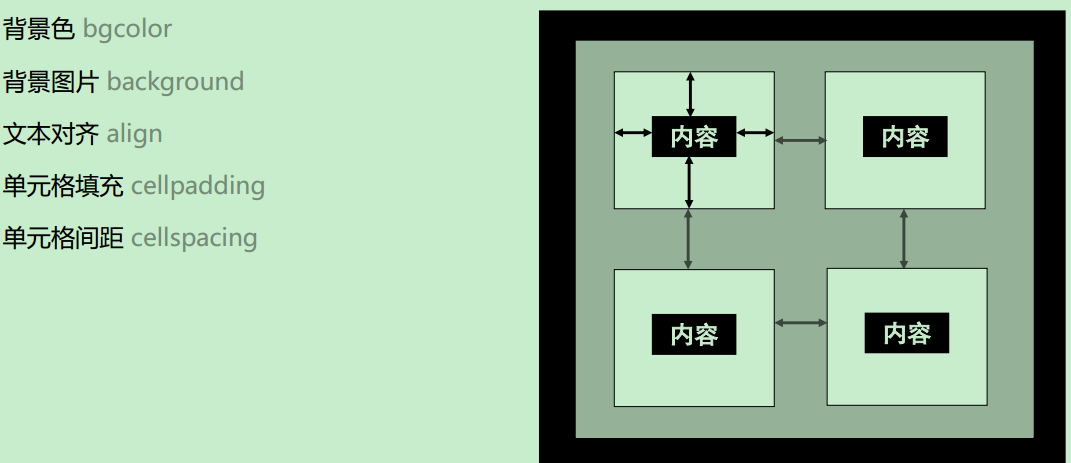 背景色 bgcolor
背景图片 background
文本对齐 align
单元格填充 cellpadding
单元格间距 cellspacing
内容
内容
内容
内容